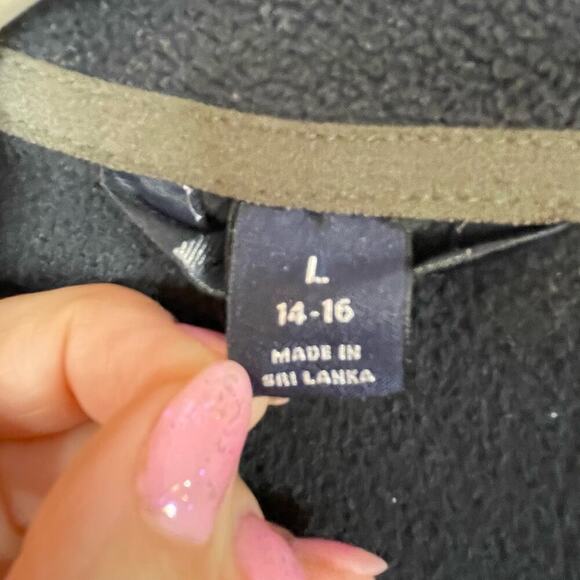 L
14-16
MADE IN
SRI LANKA